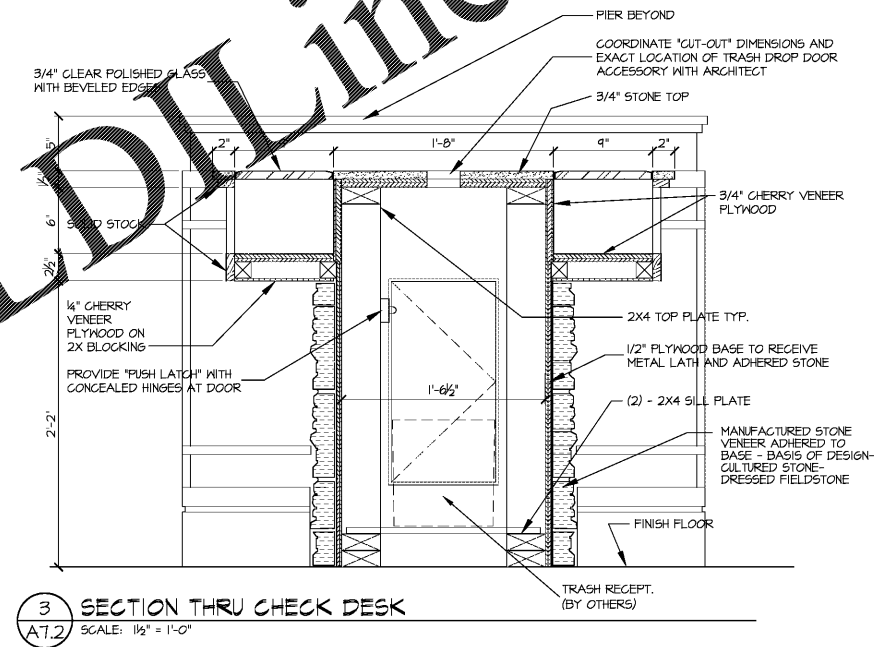 PIER BEYOND
COORDINATE "CUT-OUT" DIMENSIONS AND
EXACT LOCATION OF TRASH DROP DOOR
ACCESSORY WITH ARCHITECT
3/4" CLEAR POLISHED GLASS
WITH BEVELED EDGES
3/4" STONE TOP
5"
2"
1'-8"
9"
2"
3/4" CHERRY VENEER
PLYWOOD
6"
SOLID STOCK
2½"
¼" CHERRY
VENEER
PLYWOOD ON
2X BLOCKING
2X4 TOP PLATE TYP.
1/2" PLYWOOD BASE TO RECEIVE
METAL LATH AND ADHERED STONE
PROVIDE "PUSH LATCH" WITH
CONCEALED HINGES AT DOOR
1'-6½"
(2) - 2X4 SILL PLATE
2'-2"
MANUFACTURED STONE
VENEER ADHERED TO
BASE - BASIS OF DESIGN-
CULTURED STONE-
DRESSED FIELDSTONE
FINISH FLOOR
TRASH RECEPT.
(BY OTHERS)
3
A7.2
SECTION THRU CHECK DESK
SCALE: 1½" = 1'-0"